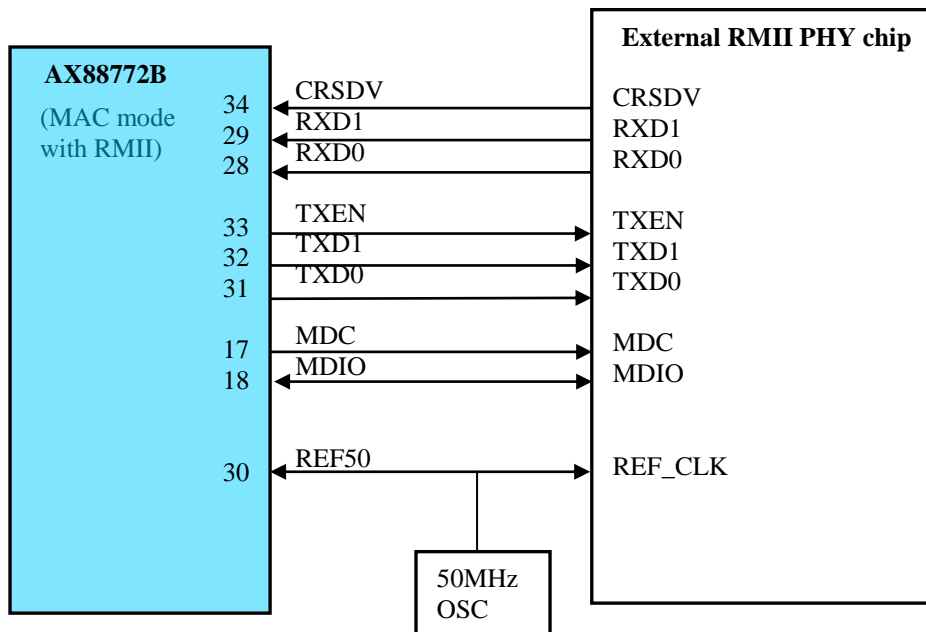 AX88772B
(MAC mode
with RMII)
34
29
28
33
32
31
17
18
30
CRSDV
RXD1
RXD0
TXEN
TXD1
TXD0
MDC
MDIO
REF50
50MHz
OSC
External RMII PHY chip
CRSDV
RXD1
RXD0
TXEN
TXD1
TXD0
MDC
MDIO
REF_CLK